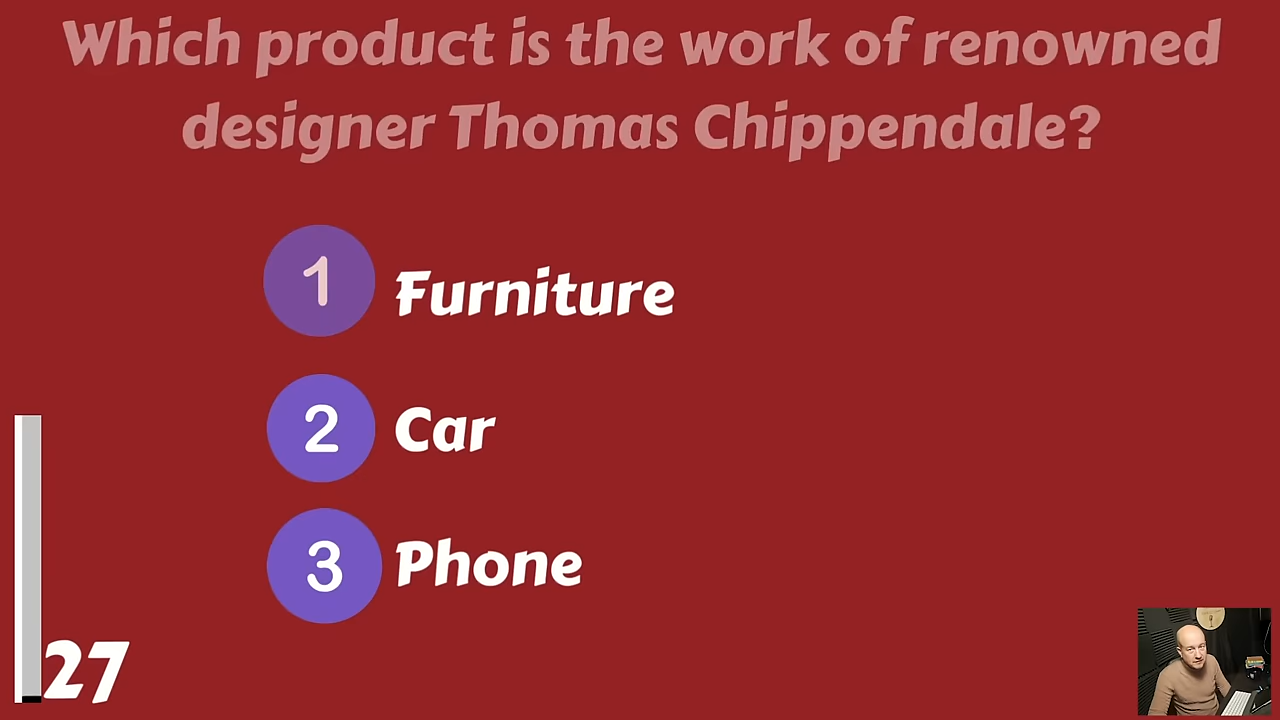 Which product is the work of renowned
designer Thomas Chippendale?
1 Furniture
2 Car
3 Phone
27